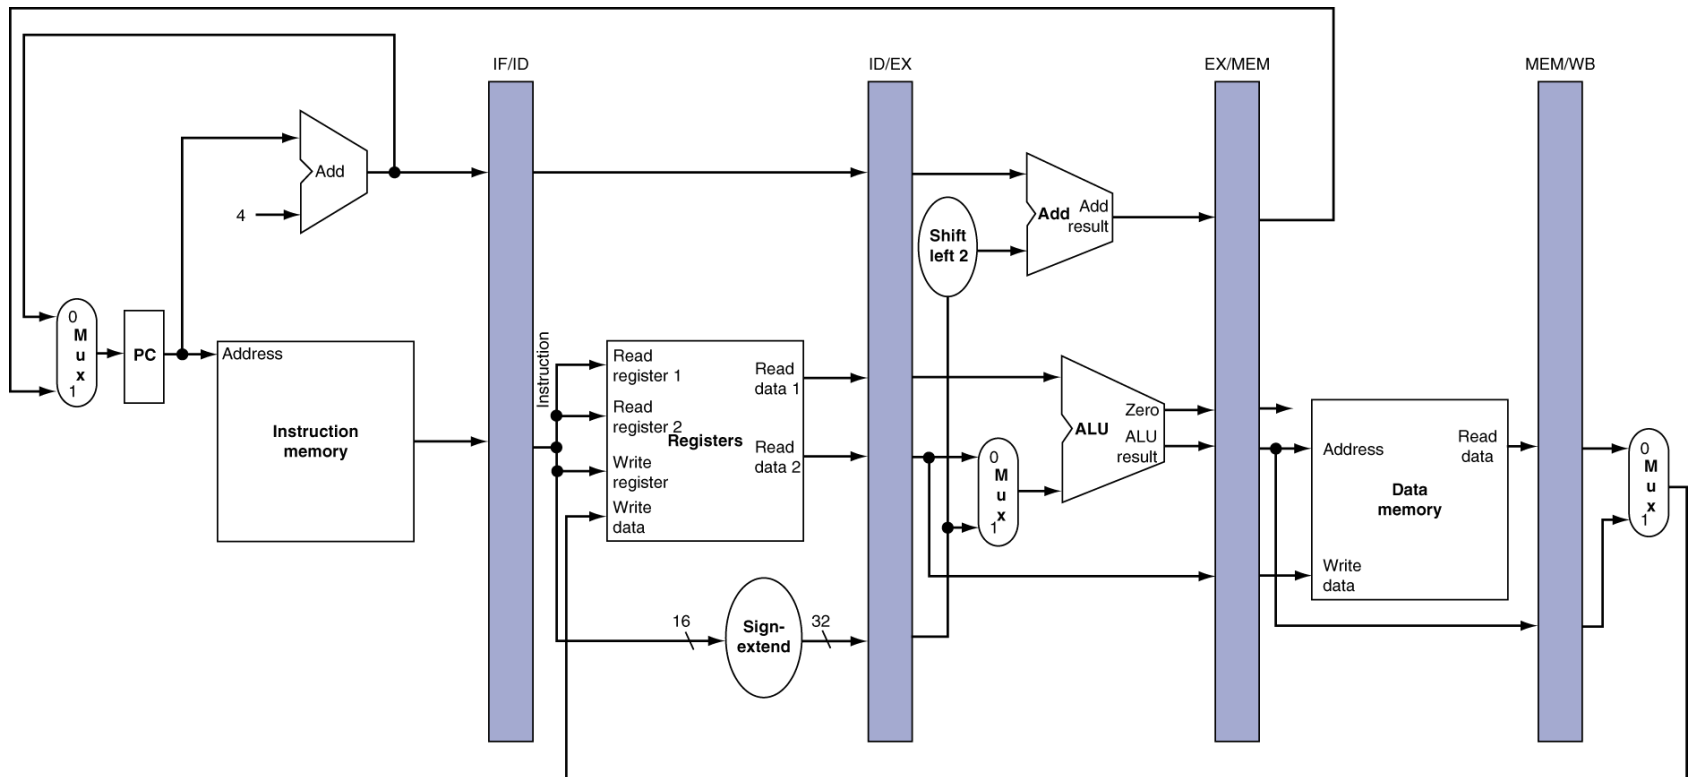 IF/ID
ID/EX
EX/MEM
MEM/WB
Add
4
Add
Add
result
Shift
left 2
0
M
u
x
1
PC
Address
Instruction
memory
Instruction
Read
register 1
Read
register 2
Write
register
Write
data
Registers
Read
data 1
Read
data 2
16
Sign-
extend
32
0
M
u
x
1
ALU
Zero
ALU
result
Address
Read
data
Data
memory
Write
data
0
M
u
x
1